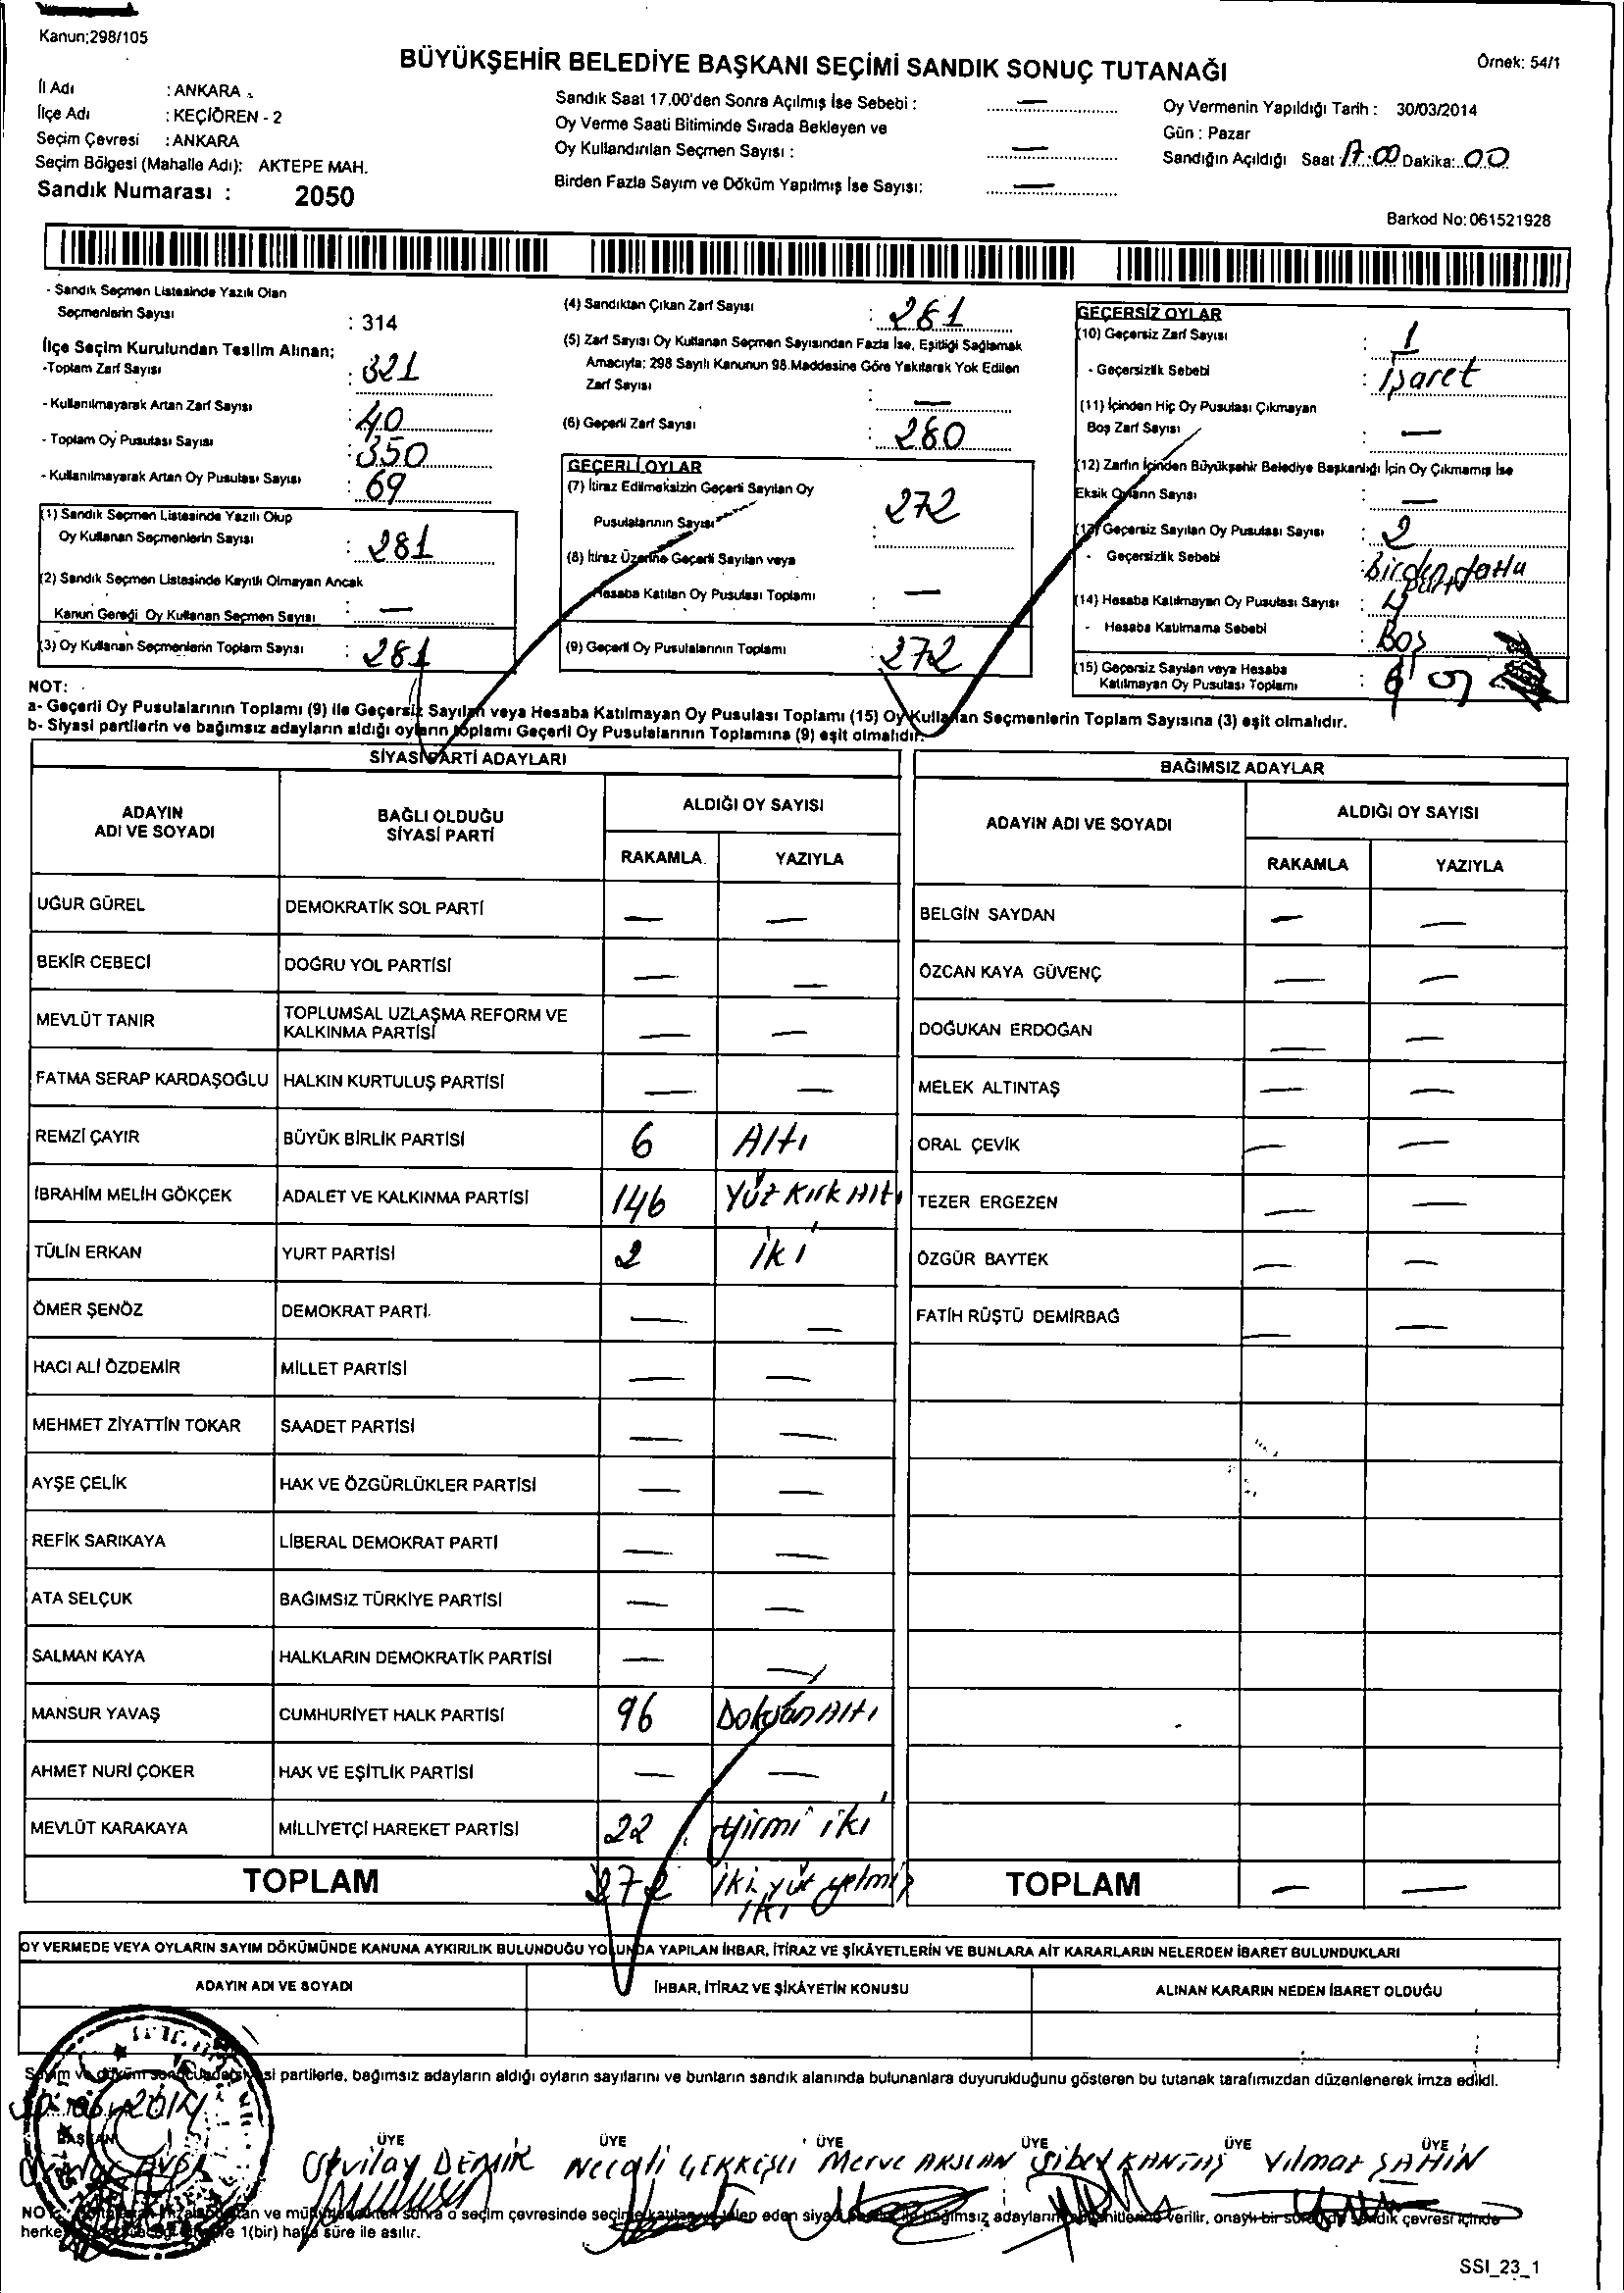 Kanun;298/105
BÜYÜKŞEHİR BELEDİYE BAŞKANI SEÇİMİ SANDIK SONUÇ TUTANAĞI
Örnek: 54/1
İl Adı : ANKARA
İlçe Adı : KEÇİÖREN - 2
Seçim Çevresi : ANKARA
Seçim Bölgesi (Mahalle Adı): AKTEPE MAH.
Sandık Numarası : 2050
Sandık Saat 17.00'den Sonra Açılmış İse Sebebi : —
Oy Verme Saati Bitiminde Sırada Bekleyen ve
Oy Kullandırılan Seçmen Sayısı : —
Birden Fazla Sayım ve Döküm Yapılmış İse Sayısı: —
Oy Vermenin Yapıldığı Tarih : 30/03/2014
Gün : Pazar
Sandığın Açıldığı Saat 17:00 Dakika: 00
Barkod No: 061521928
- Sandık Seçmen Listesinde Yazılı Olan
Seçmenlerin Sayısı : 314
İlçe Seçim Kurulundan Teslim Alınan;
-Toplam Zarf Sayısı : 321
- Kullanılmayarak Artan Zarf Sayısı : 40
- Toplam Oy Pusulası Sayısı : 350
- Kullanılmayarak Artan Oy Pusulası Sayısı : 69
(1) Sandık Seçmen Listesinde Yazılı Olup
Oy Kullanan Seçmenlerin Sayısı : 281
(2) Sandık Seçmen Listesinde Kayıtlı Olmayan Ancak
Kanun Gereği Oy Kullanan Seçmen Sayısı : —
(3) Oy Kullanan Seçmenlerin Toplam Sayısı : 281
(4) Sandıktan Çıkan Zarf Sayısı : 281
(5) Zarf Sayısı Oy Kullanan Seçmen Sayısından Fazla İse, Eşitliği Sağlamak
Amacıyla; 298 Sayılı Kanunun 98.Maddesine Göre Yakılarak Yok Edilen
Zarf Sayısı : —
(6) Geçerli Zarf Sayısı : 280
GEÇERLİ OYLAR
(7) İtiraz Edilmeksizin Geçerli Sayılan Oy
Pusulalarının Sayısı : 272
(8) İtiraz Üzerine Geçerli Sayılan veya
Hesaba Katılan Oy Pusulası Toplamı : —
(9) Geçerli Oy Pusulalarının Toplamı : 272
GEÇERSİZ OYLAR
(10) Geçersiz Zarf Sayısı : 1
- Geçersizlik Sebebi : işaret
(11) İçinden Hiç Oy Pusulası Çıkmayan
Boş Zarf Sayısı : —
(12) Zarfın İçinden Büyükşehir Belediye Başkanlığı İçin Oy Çıkmamış İse
Eksik Oyların Sayısı : —
(13) Geçersiz Sayılan Oy Pusulası Sayısı : 2
- Geçersizlik Sebebi : Birden fazla
(14) Hesaba Katılmayan Oy Pusulası Sayısı : 4
- Hesaba Katılmama Sebebi : Boş
(15) Geçersiz Sayılan veya Hesaba
Katılmayan Oy Pusulası Toplamı :
NOT:
a- Geçerli Oy Pusulalarının Toplamı (9) ile Geçersiz Sayılan veya Hesaba Katılmayan Oy Pusulası Toplamı (15) Oy Kullanan Seçmenlerin Toplam Sayısına (3) eşit olmalıdır.
b- Siyasi partilerin ve bağımsız adayların aldığı oyların toplamı Geçerli Oy Pusulalarının Toplamına (9) eşit olmalıdır.
SİYASİ PARTİ ADAYLARI
ADAYIN ADI VE SOYADI BAĞLI OLDUĞU SİYASİ PARTİ ALDIĞI OY SAYISI
RAKAMLA YAZIYLA
UĞUR GÜREL DEMOKRATİK SOL PARTİ — —
BEKİR CEBECİ DOĞRU YOL PARTİSİ — —
MEVLÜT TANIR TOPLUMSAL UZLAŞMA REFORM VE KALKINMA PARTİSİ — —
FATMA SERAP KARDAŞOĞLU HALKIN KURTULUŞ PARTİSİ — —
REMZİ ÇAYIR BÜYÜK BİRLİK PARTİSİ 6 Altı
İBRAHİM MELİH GÖKÇEK ADALET VE KALKINMA PARTİSİ 146 Yüz Kırk Altı
TÜLİN ERKAN YURT PARTİSİ 2 iki
ÖMER ŞENÖZ DEMOKRAT PARTİ — —
HACI ALİ ÖZDEMİR MİLLET PARTİSİ — —
MEHMET ZİYATTİN TOKAR SAADET PARTİSİ — —
AYŞE ÇELİK HAK VE ÖZGÜRLÜKLER PARTİSİ — —
REFİK SARIKAYA LİBERAL DEMOKRAT PARTİ — —
ATA SELÇUK BAĞIMSIZ TÜRKİYE PARTİSİ — —
SALMAN KAYA HALKLARIN DEMOKRATİK PARTİSİ — —
MANSUR YAVAŞ CUMHURİYET HALK PARTİSİ 96 Doksan Altı
AHMET NURİ ÇOKER HAK VE EŞİTLİK PARTİSİ — —
MEVLÜT KARAKAYA MİLLİYETÇİ HAREKET PARTİSİ 22 yirmi iki
TOPLAM 272 iki yüz yetmiş iki
BAĞIMSIZ ADAYLAR
ADAYIN ADI VE SOYADI ALDIĞI OY SAYISI
RAKAMLA YAZIYLA
BELGİN SAYDAN — —
ÖZCAN KAYA GÜVENÇ — —
DOĞUKAN ERDOĞAN — —
MELEK ALTINTAŞ — —
ORAL ÇEVİK — —
TEZER ERGEZEN — —
ÖZGÜR BAYTEK — —
FATİH RÜŞTÜ DEMİRBAĞ — —
TOPLAM — —
OY VERMEDE VEYA OYLARIN SAYIM DÖKÜMÜNDE KANUNA AYKIRILIK BULUNDUĞU YOLUNDA YAPILAN İHBAR, İTİRAZ VE ŞİKÂYETLERİN VE BUNLARA AİT KARARLARIN NELERDEN İBARET BULUNDUKLARI
ADAYIN ADI VE SOYADI İHBAR, İTİRAZ VE ŞİKÂYETİN KONUSU ALINAN KARARIN NEDEN İBARET OLDUĞU
Sayım ve döküm sonucunda siyasi partilerle, bağımsız adayların aldığı oyların sayılarını ve bunların sandık alanında bulunanlara duyurulduğunu gösteren bu tutanak tarafımızdan düzenlenerek imza edildi.
2014
BAŞKAN ÜYE ÜYE ÜYE ÜYE ÜYE ÜYE
DEMİR Necati Merve ARSLAN Sibel KANTAŞ Yılmaz ŞAHİN
o seçim çevresinde seçime katılan ve talep eden siyasi bağımsız adayların verilir, onaylı bir sandık çevresi içinde
1(bir) hafta süre ile asılır.
SSI_23_1